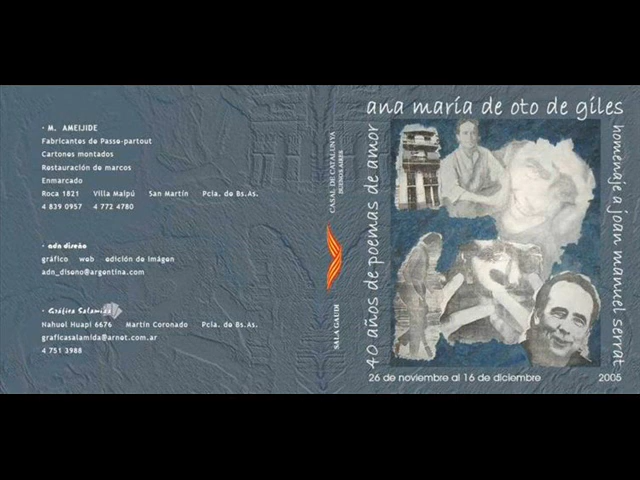 · M. AMEIJIDE
Fabricantes de Passe-partout
Cartones montados
Restauración de marcos
Enmarcado
Roca 1821 Villa Maipú San Martín Pcia. de Bs.As.
4 839 0957 4 772 4780
· adn diseño
gráfico web edición de imágen
adn_diseno@argentina.com
· Gráfica Salamida
Nahuel Huapi 6676 Martín Coronado Pcia. de Bs.As.
graficasalamida@arnet.com.ar
4 751 3988
CASAL DE CATALUNYA
BUENOS AIRES
SALA GAUDI
ana maría de oto de giles
40 años de poemas de amor
homenaje a joan manuel serrat
26 de noviembre al 16 de diciembre 2005